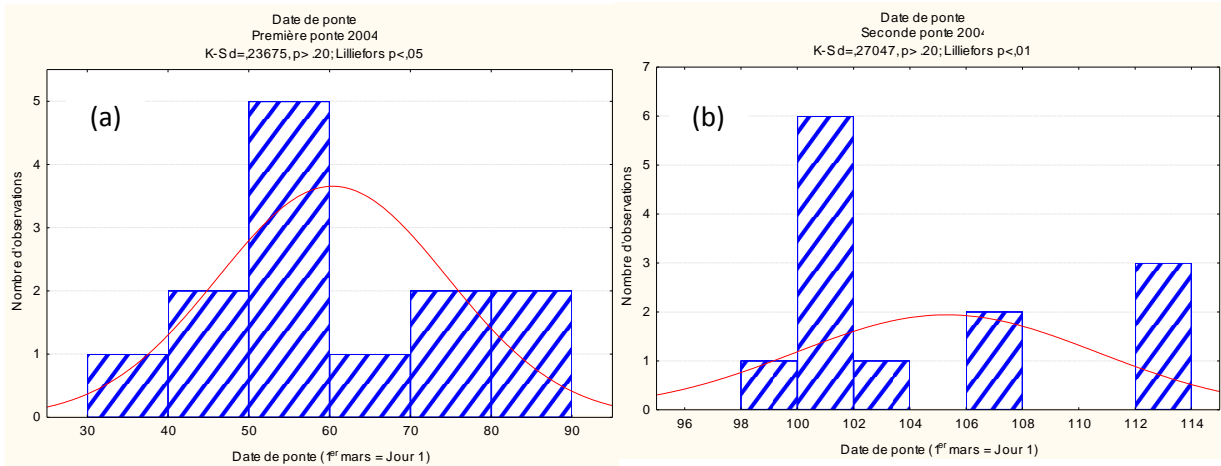 Date de ponte
Première ponte 2004
K-S d=,23675, p> .20; Lilliefors p<,05
(a)
Nombre d'observations
5
4
3
2
1
0
30 40 50 60 70 80 90
Date de ponte (1er mars = Jour 1)
Date de ponte
Seconde ponte 2004
K-S d=,27047, p> .20; Lilliefors p<,01
(b)
Nombre d'observations
7
6
5
4
3
2
1
0
96 98 100 102 104 106 108 110 112 114
Date de ponte (1er mars = Jour 1)